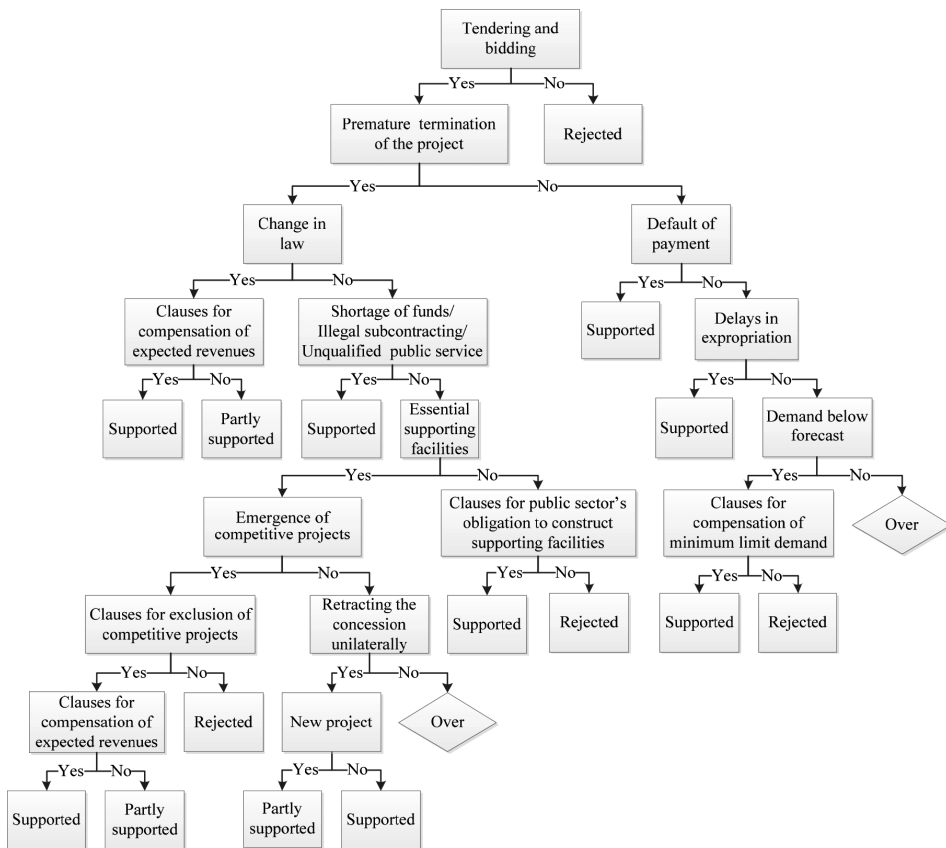 Tendering and
bidding
Yes No
Premature termination
of the project
Rejected
Yes No
Change in
law
Default of
payment
Yes No
Yes No
Clauses for
compensation of
expected revenues
Shortage of funds/
Illegal subcontracting/
Unqualified public service
Supported
Delays in
expropriation
Yes No
Yes No
Yes No
Supported
Partly
supported
Supported
Essential
supporting
facilities
Supported
Demand below
forecast
Yes No
Yes No
Emergence of
competitive projects
Clauses for public sector's
obligation to construct
supporting facilities
Clauses for
compensation of
minimum limit demand
Over
Yes No
Yes No
Yes No
Clauses for exclusion of
competitive projects
Retracting the
concession
unilaterally
Supported
Rejected
Supported
Rejected
Yes No
Yes No
Clauses for
compensation of
expected revenues
Rejected
New project
Over
Yes No
Yes No
Supported
Partly
supported
Partly
supported
Supported